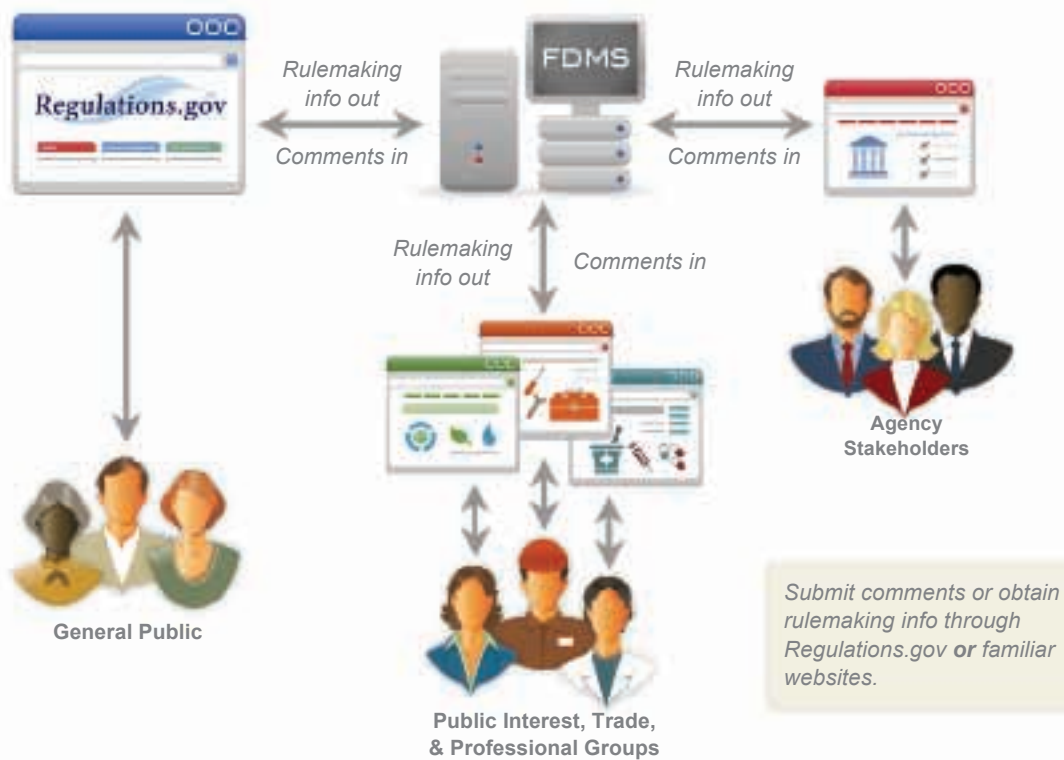 FDMS
Regulations.gov
Rulemaking
info out
Comments in
Rulemaking
info out
Comments in
Rulemaking
info out
Comments in
Agency
Stakeholders
General Public
Public Interest, Trade,
& Professional Groups
Submit comments or obtain
rulemaking info through
Regulations.gov or familiar
websites.